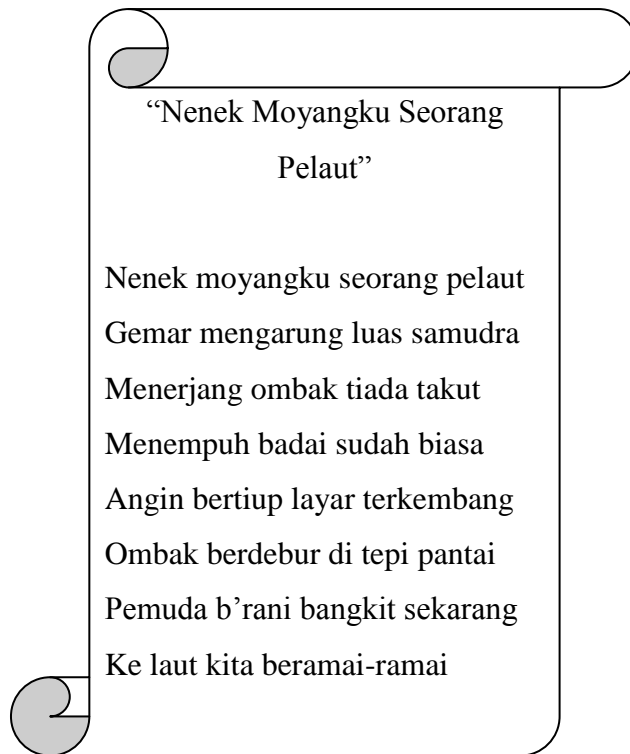 “Nenek Moyangku Seorang
Pelaut”
Nenek moyangku seorang pelaut
Gemar mengarung luas samudra
Menerjang ombak tiada takut
Menempuh badai sudah biasa
Angin bertiup layar terkembang
Ombak berdebur di tepi pantai
Pemuda b’rani bangkit sekarang
Ke laut kita beramai-ramai